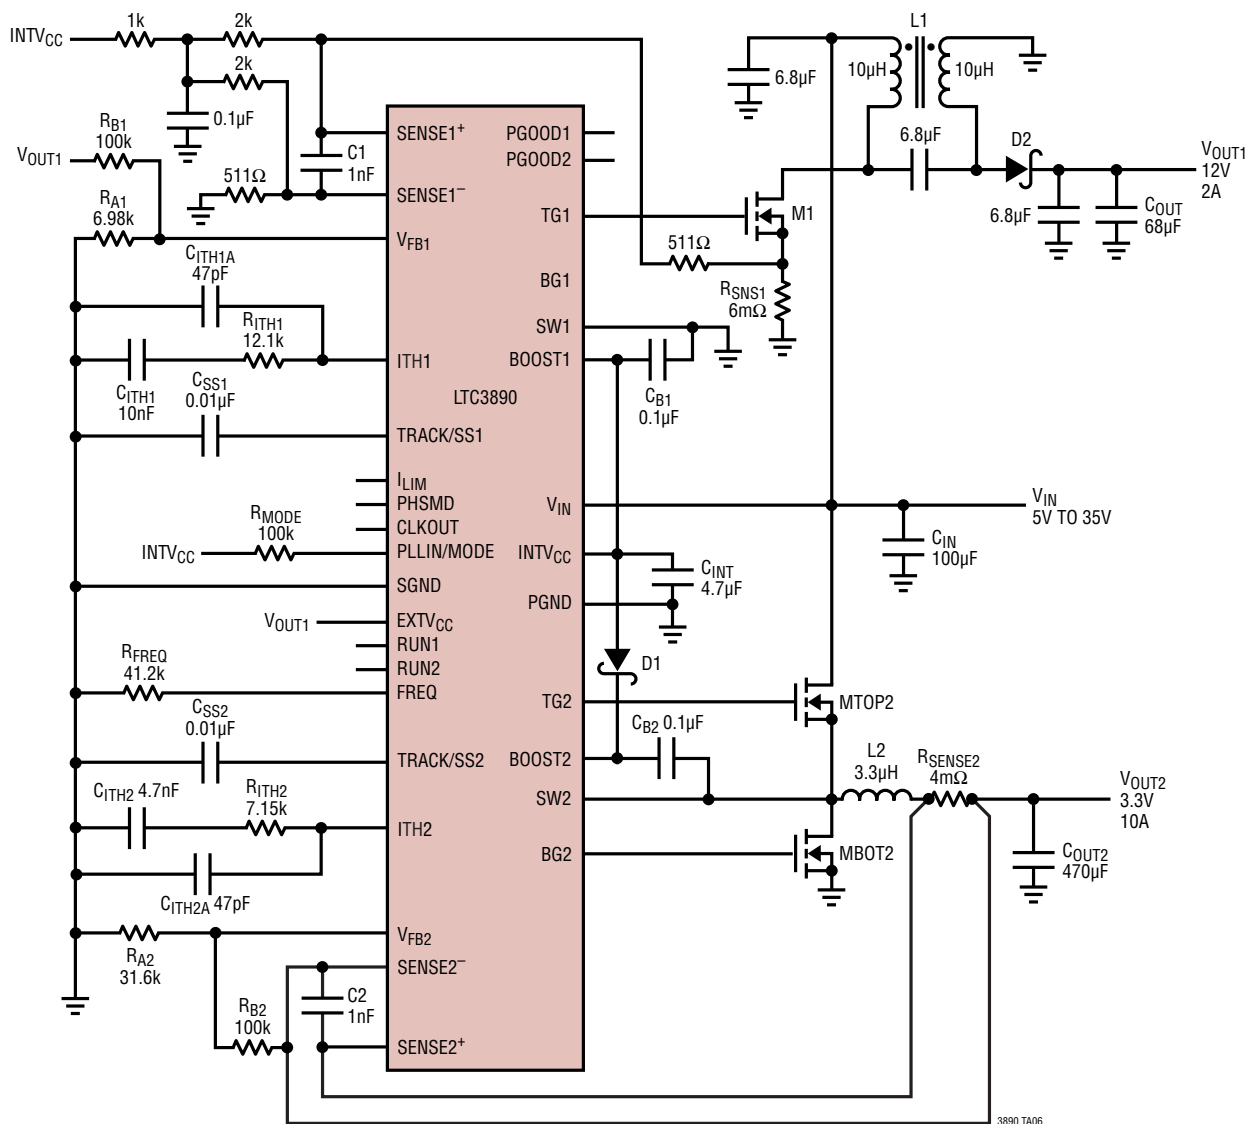 INTVCC
1k
2k
2k
0.1µF
RB1
100k
VOUT1
RA1
6.98k
511Ω
C1
1nF
CITH1A
47pF
RITH1
12.1k
CITH1
10nF
CSS1
0.01µF
RMODE
100k
INTVCC
VOUT1
RFREQ
41.2k
CSS2
0.01µF
CITH2 4.7nF
RITH2
7.15k
CITH2A 47pF
RA2
31.6k
RB2
100k
C2
1nF
SENSE1+
SENSE1–
VFB1
ITH1
LTC3890
TRACK/SS1
ILIM
PHSMD
CLKOUT
PLLIN/MODE
SGND
EXTVCC
RUN1
RUN2
FREQ
TRACK/SS2
ITH2
VFB2
SENSE2–
SENSE2+
PGOOD1
PGOOD2
TG1
BG1
SW1
BOOST1
VIN
INTVCC
PGND
TG2
BOOST2
SW2
BG2
6.8µF
L1
10µH
10µH
6.8µF
D2
VOUT1
12V
2A
6.8µF
COUT
68µF
M1
511Ω
RSNS1
6mΩ
CB1
0.1µF
VIN
5V TO 35V
CIN
100µF
CINT
4.7µF
D1
MTOP2
CB2 0.1µF
L2
3.3µH
RSENSE2
4mΩ
VOUT2
3.3V
10A
MBOT2
COUT2
470µF
3890 TA06